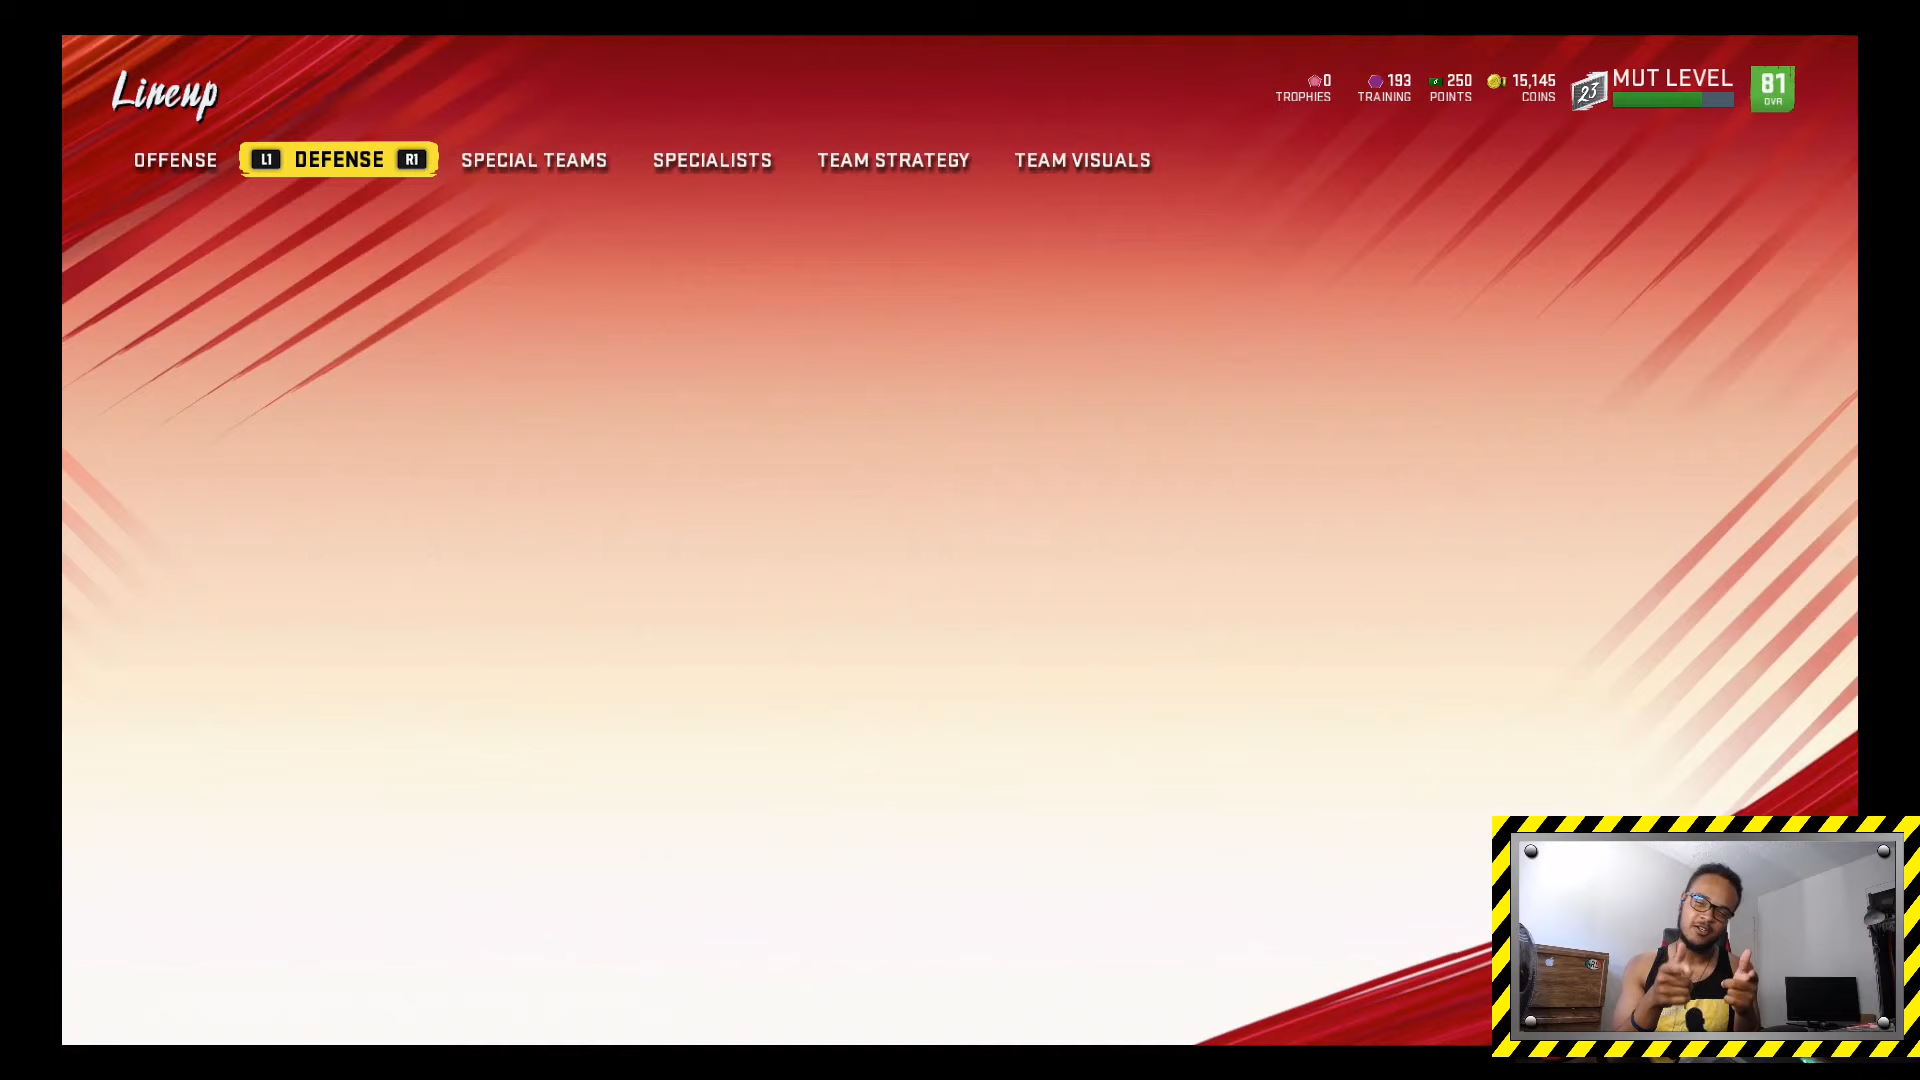 Lineup
0 TROPHIES
193 TRAINING
250 POINTS
15,145 COINS
23
MUT LEVEL
81 OVR
OFFENSE L1 DEFENSE R1 SPECIAL TEAMS SPECIALISTS TEAM STRATEGY TEAM VISUALS